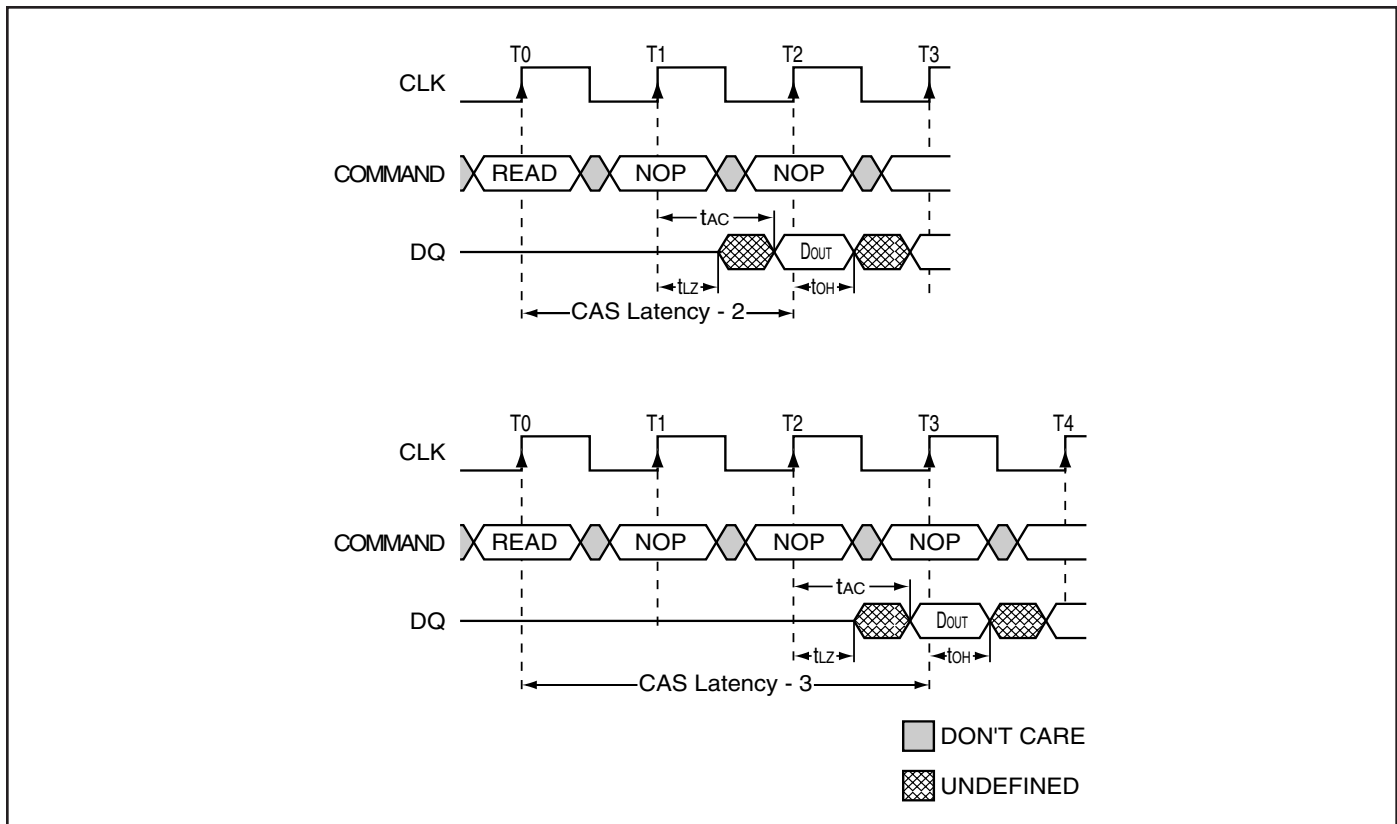 T0 T1 T2 T3
CLK
COMMAND READ NOP NOP
tAC
DQ DOUT
tLZ tOH
CAS Latency - 2
T0 T1 T2 T3 T4
CLK
COMMAND READ NOP NOP NOP
tAC
DQ DOUT
tLZ tOH
CAS Latency - 3
DON'T CARE
UNDEFINED